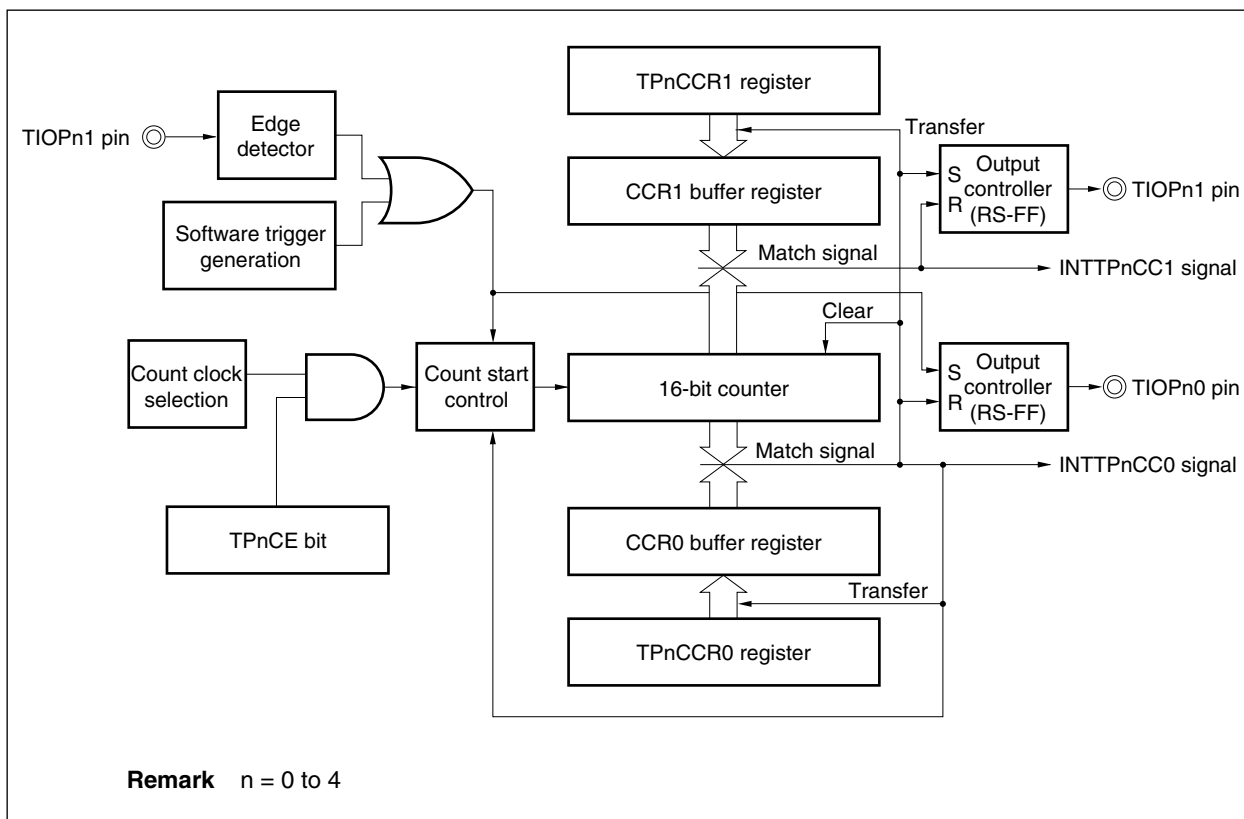 TPnCCR1 register
TIOPn1 pin
Edge
detector
Transfer
CCR1 buffer register
S
R
Output
controller
(RS-FF)
TIOPn1 pin
Software trigger
generation
Match signal
INTTPnCC1 signal
Clear
Count clock
selection
Count start
control
16-bit counter
S
R
Output
controller
(RS-FF)
TIOPn0 pin
Match signal
INTTPnCC0 signal
TPnCE bit
CCR0 buffer register
Transfer
TPnCCR0 register
Remark n = 0 to 4